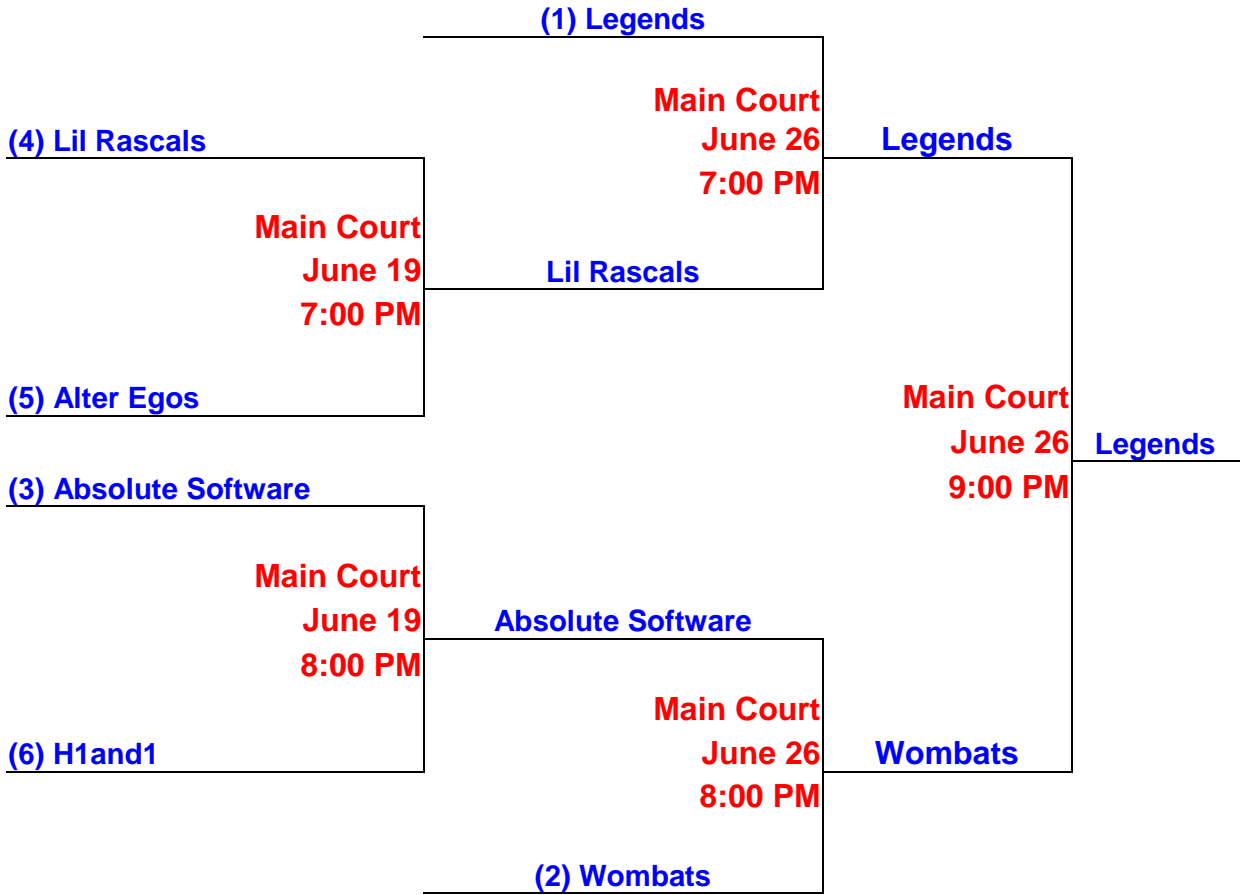 (1) Legends
Main Court
June 26
7:00 PM
(4) Lil Rascals
Legends
Main Court
June 19
7:00 PM
Lil Rascals
(5) Alter Egos
Main Court
June 26
9:00 PM
Legends
(3) Absolute Software
Main Court
June 19
8:00 PM
Absolute Software
(6) H1and1
Main Court
June 26
8:00 PM
Wombats
(2) Wombats